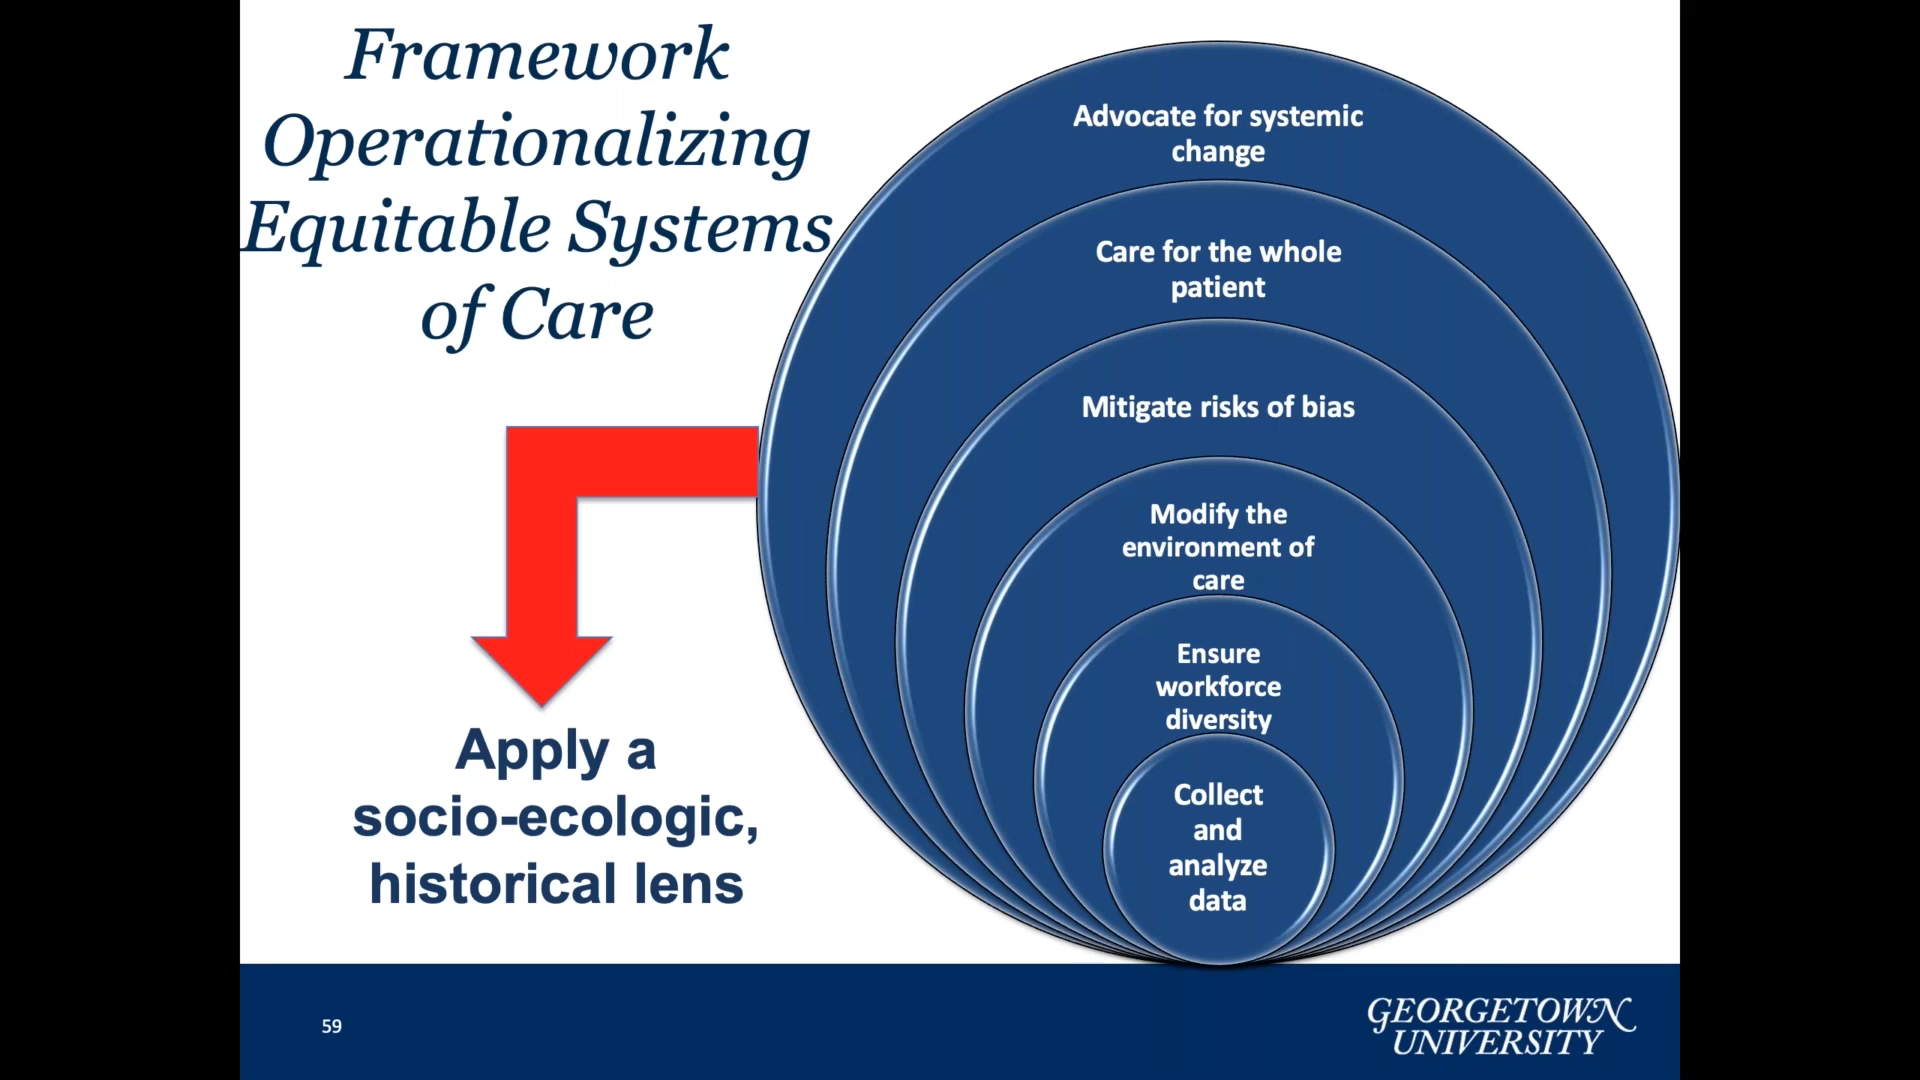 Framework
Operationalizing
Equitable Systems
of Care
Advocate for systemic
change
Care for the whole
patient
Mitigate risks of bias
Modify the
environment of
care
Ensure
workforce
diversity
Collect
and
analyze
data
Apply a
socio-ecologic,
historical lens
59
GEORGETOWN
UNIVERSITY